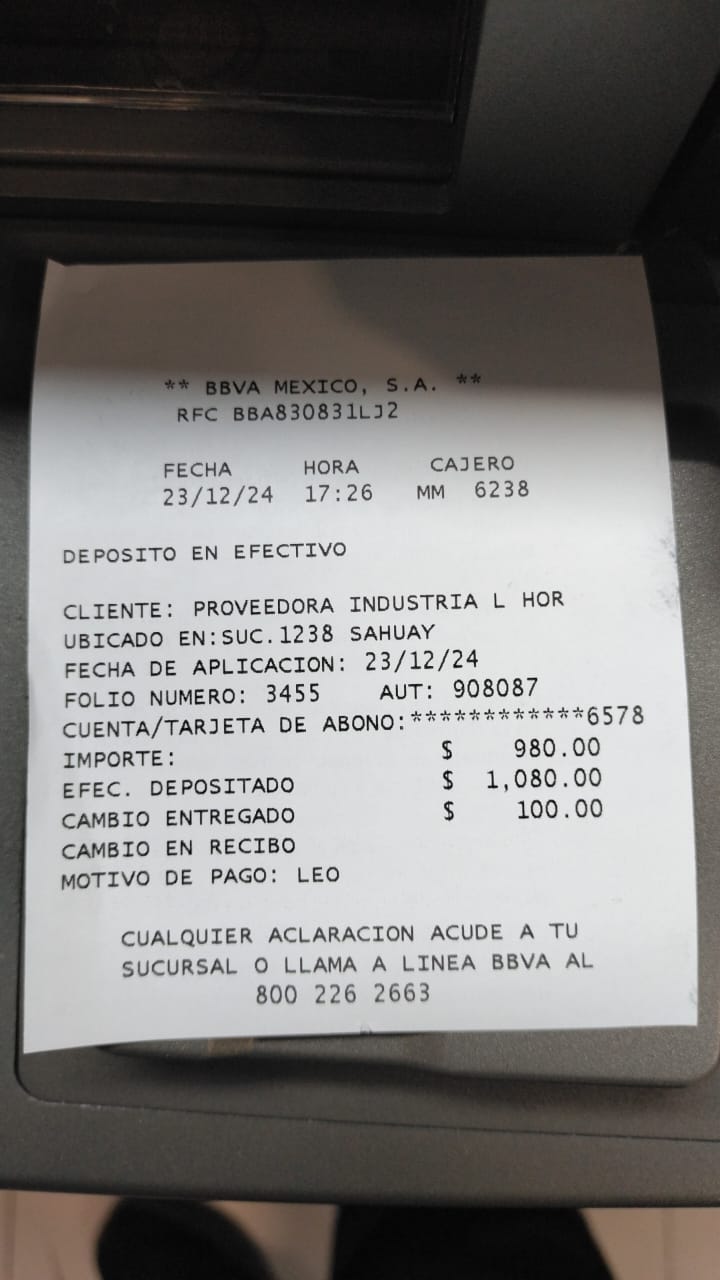 ** BBVA MEXICO, S.A. **
RFC BBA830831LJ2
FECHA HORA CAJERO
23/12/24 17:26 MM 6238
DEPOSITO EN EFECTIVO
CLIENTE: PROVEEDORA INDUSTRIA L HOR
UBICADO EN:SUC.1238 SAHUAY
FECHA DE APLICACION: 23/12/24
FOLIO NUMERO: 3455 AUT: 908087
CUENTA/TARJETA DE ABONO:************6578
IMPORTE: $ 980.00
EFEC. DEPOSITADO $ 1,080.00
CAMBIO ENTREGADO $ 100.00
CAMBIO EN RECIBO
MOTIVO DE PAGO: LEO
CUALQUIER ACLARACION ACUDE A TU
SUCURSAL O LLAMA A LINEA BBVA AL
800 226 2663